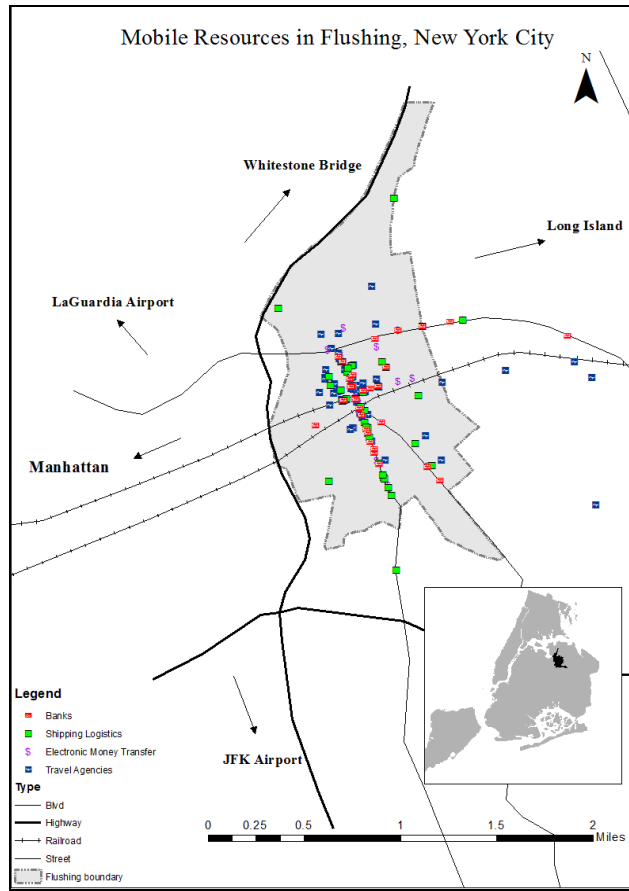 Mobile Resources in Flushing, New York City
N
Whitestone Bridge
Long Island
LaGuardia Airport
Manhattan
JFK Airport
Legend
Banks
Shipping Logistics
$ Electronic Money Transfer
Travel Agencies
Type
Blvd
Highway
Railroad
Street
Flushing boundary
0 0.25 0.5 1 1.5 2
Miles